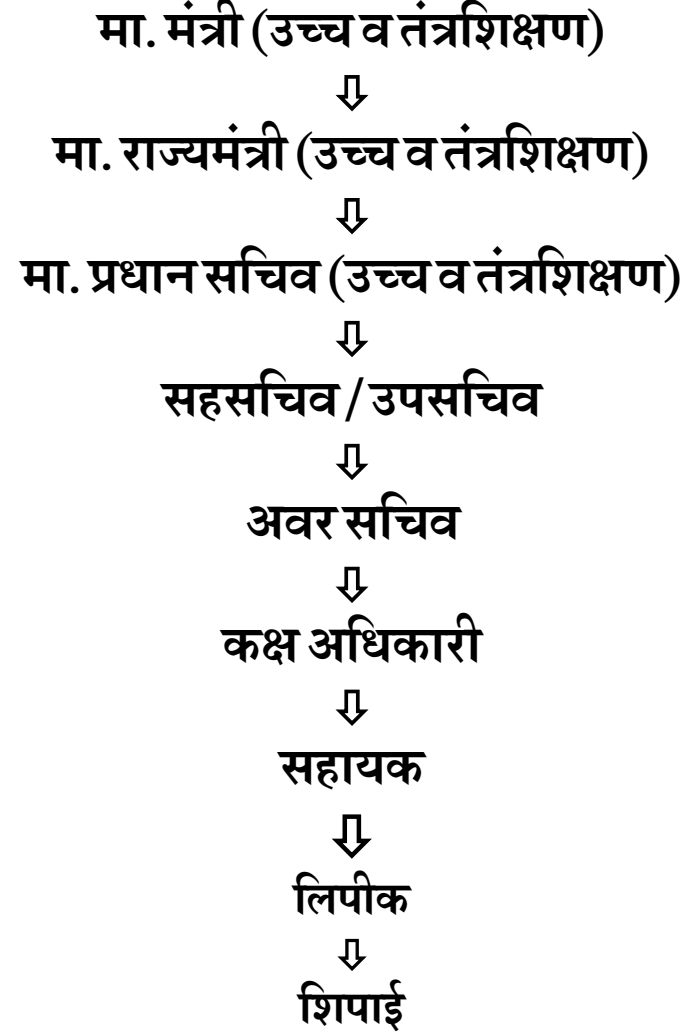 मा. मंत्री (उच्च व तंत्रशिक्षण)
⇩
मा. राज्यमंत्री (उच्च व तंत्रशिक्षण)
⇩
मा. प्रधान सचिव (उच्च व तंत्रशिक्षण)
⇩
सहसचिव / उपसचिव
⇩
अवर सचिव
⇩
कक्ष अधिकारी
⇩
सहायक
⇩
लिपीक
⇩
शिपाई